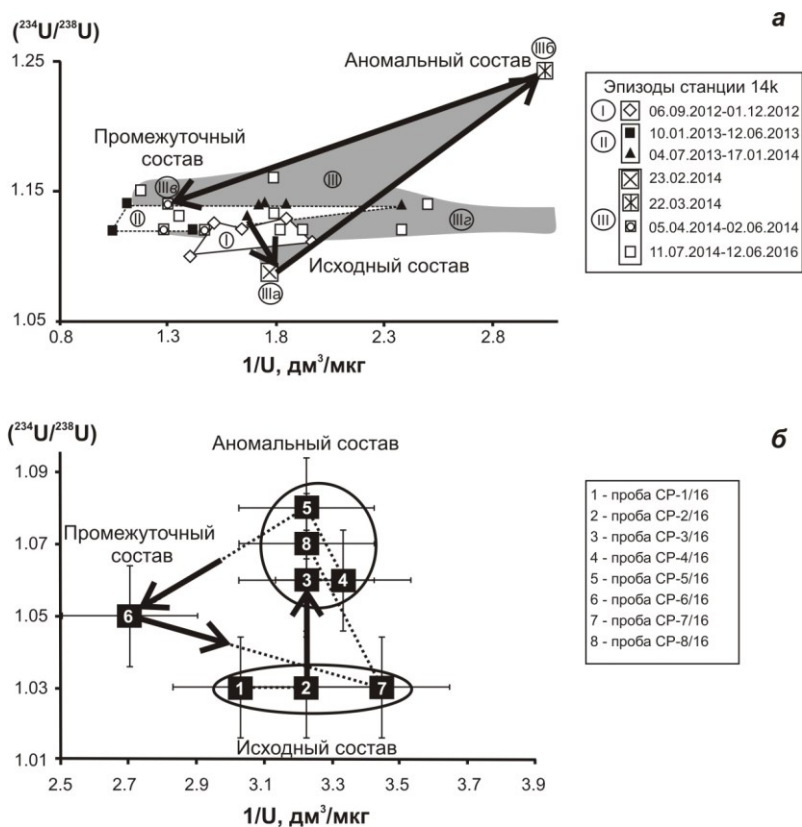 (²³⁴U/²³⁸U)
а
1.25
1.15
1.05
0.8
1.3
1.8
2.3
2.8
1/U, дм³/мкг
Аномальный состав
Промежуточный
состав
Исходный состав
I
II
III
IIIа
IIIб
IIIв
IIIг
Эпизоды станции 14k
I 06.09.2012-01.12.2012
II 10.01.2013-12.06.2013
04.07.2013-17.01.2014
23.02.2014
22.03.2014
III 05.04.2014-02.06.2014
11.07.2014-12.06.2016
(²³⁴U/²³⁸U)
б
1.09
1.07
1.05
1.03
1.01
2.5
2.7
2.9
3.1
3.3
3.5
3.7
3.9
1/U, дм³/мкг
Аномальный состав
Промежуточный
состав
Исходный состав
5
8
3
4
6
1
2
7
1 - проба СР-1/16
2 - проба СР-2/16
3 - проба СР-3/16
4 - проба СР-4/16
5 - проба СР-5/16
6 - проба СР-6/16
7 - проба СР-7/16
8 - проба СР-8/16